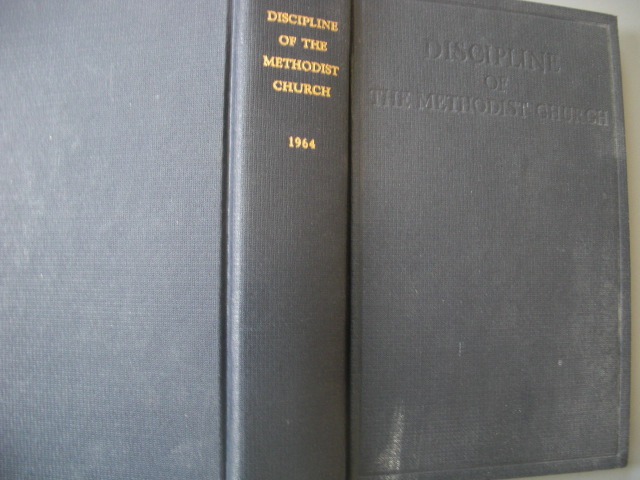 DISCIPLINE
OF THE
METHODIST
CHURCH
1964
DISCIPLINE
OF
THE METHODIST CHURCH